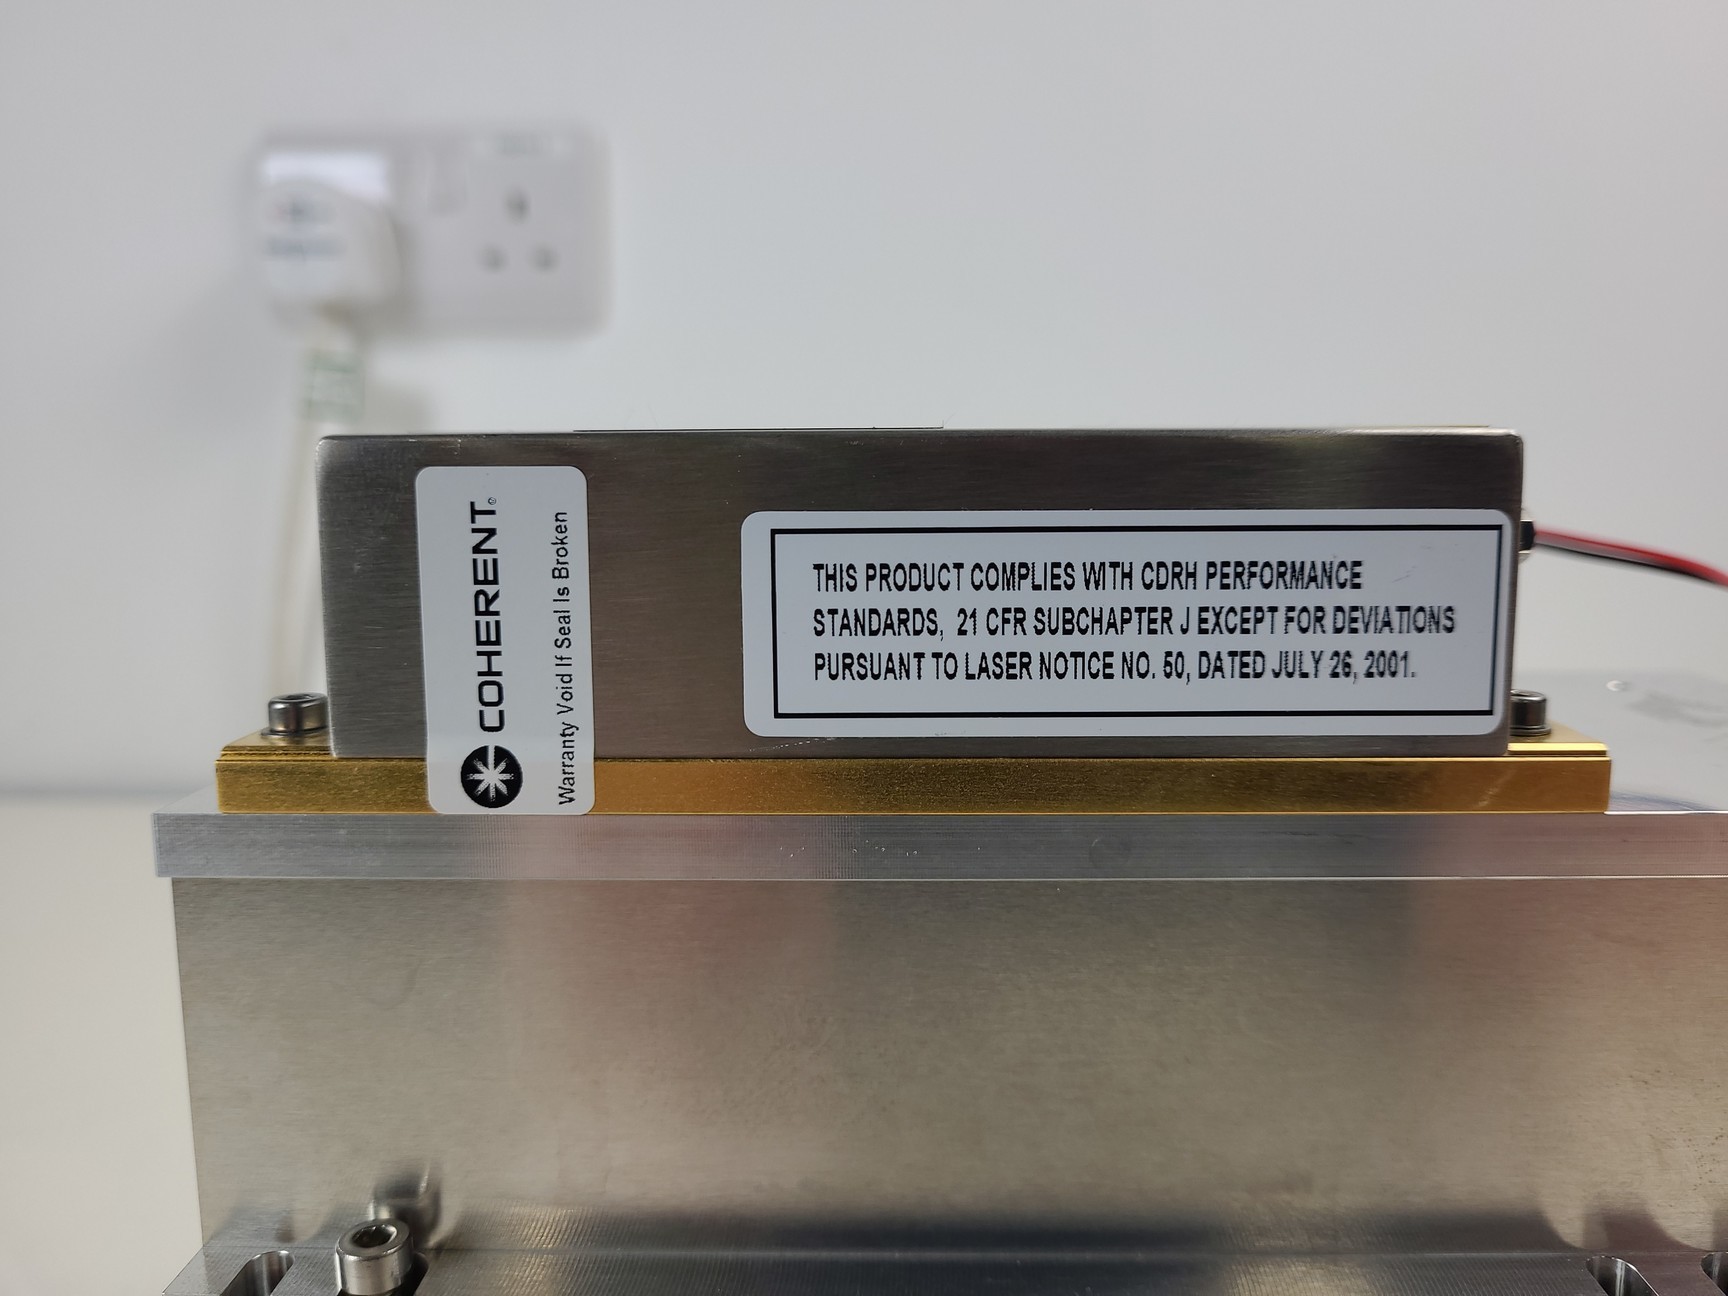 COHERENT®
Warranty Void If Seal Is Broken
THIS PRODUCT COMPLIES WITH CDRH PERFORMANCE
STANDARDS, 21 CFR SUBCHAPTER J EXCEPT FOR DEVIATIONS
PURSUANT TO LASER NOTICE NO. 50, DATED JULY 26, 2001.